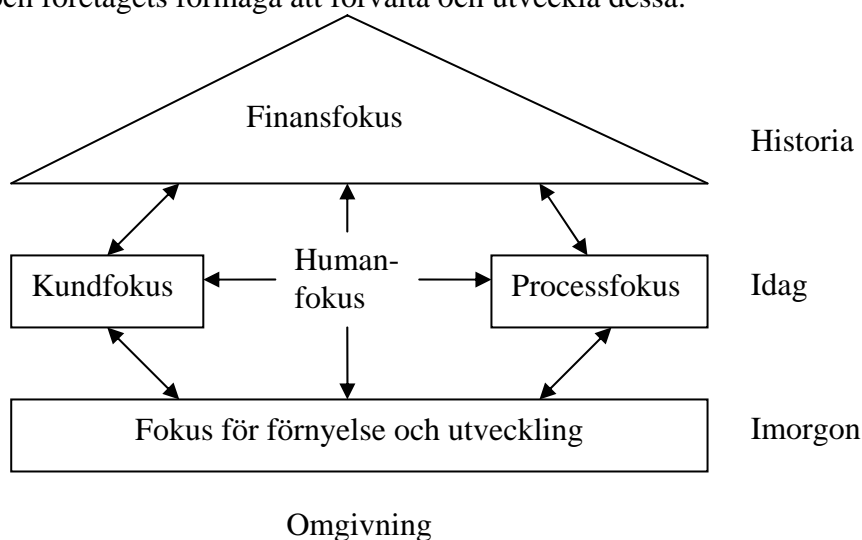 och företagets förmåga att förvalta och utveckla dessa.
Finansfokus
Historia
Kundfokus
Human-
fokus
Processfokus
Idag
Fokus för förnyelse och utveckling
Imorgon
Omgivning